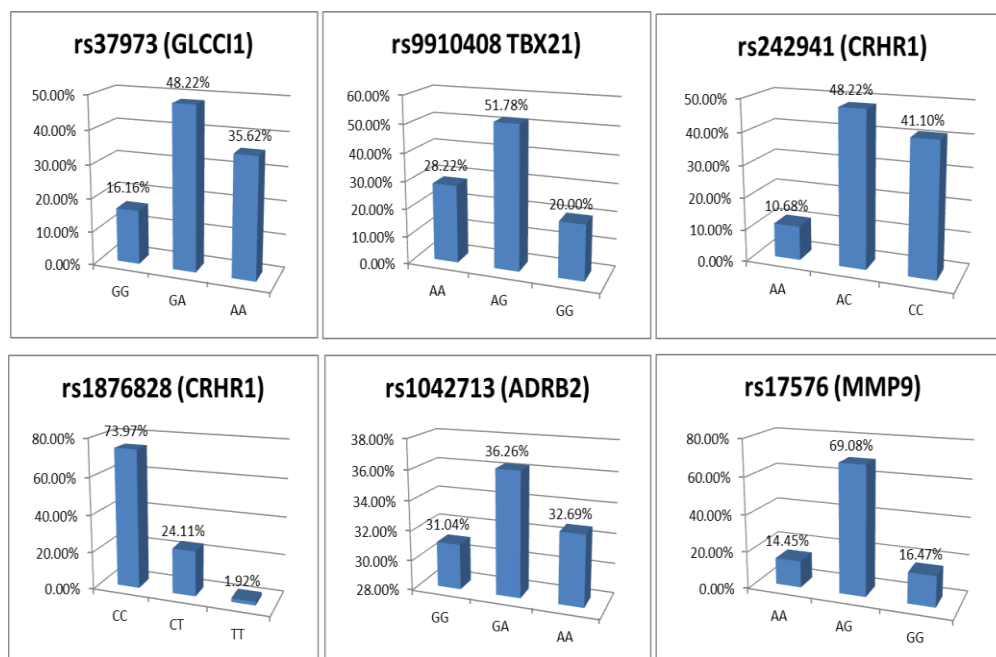 rs37973 (GLCCI1)
50.00%
40.00%
30.00%
20.00%
10.00%
0.00%
16.16%
48.22%
35.62%
GG
GA
AA
rs9910408 TBX21)
60.00%
50.00%
40.00%
30.00%
20.00%
10.00%
0.00%
28.22%
51.78%
20.00%
AA
AG
GG
rs242941 (CRHR1)
50.00%
40.00%
30.00%
20.00%
10.00%
0.00%
10.68%
48.22%
41.10%
AA
AC
CC
rs1876828 (CRHR1)
80.00%
60.00%
40.00%
20.00%
0.00%
73.97%
24.11%
1.92%
CC
CT
TT
rs1042713 (ADRB2)
38.00%
36.00%
34.00%
32.00%
30.00%
28.00%
31.04%
36.26%
32.69%
GG
GA
AA
rs17576 (MMP9)
80.00%
60.00%
40.00%
20.00%
0.00%
14.45%
69.08%
16.47%
AA
AG
GG